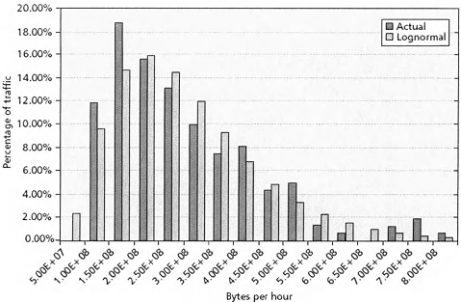 20.00%
18.00%
16.00%
14.00%
12.00%
10.00%
8.00%
6.00%
4.00%
2.00%
0.00%
Percentage of traffic
Actual
Lognormal
5.00E+07
1.00E+08
1.50E+08
2.00E+08
2.50E+08
3.00E+08
3.50E+08
4.00E+08
4.50E+08
5.00E+08
5.50E+08
6.00E+08
6.50E+08
7.00E+08
7.50E+08
8.00E+08
Bytes per hour